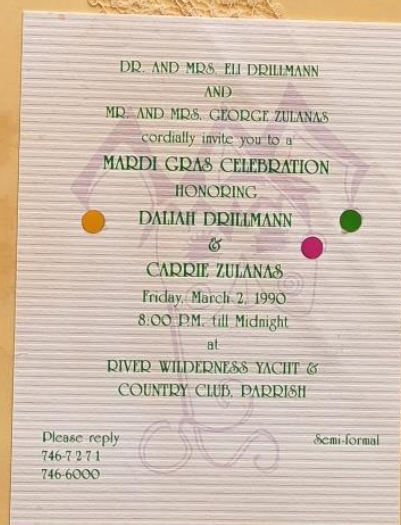 DR. AND MRS. ELI DRILLMANN
AND
MR. AND MRS. GEORGE ZULANAS
cordially invite you to a
MARDI GRAS CELEBRATION
HONORING
DALIAH DRILLMANN
&
CARRIE ZULANAS
Friday, March 2, 1990
8:00 P.M. till Midnight
at
RIVER WILDERNESS YACHT &
COUNTRY CLUB, PARRISH
Please reply
Semi-formal
746-7271
746-6000